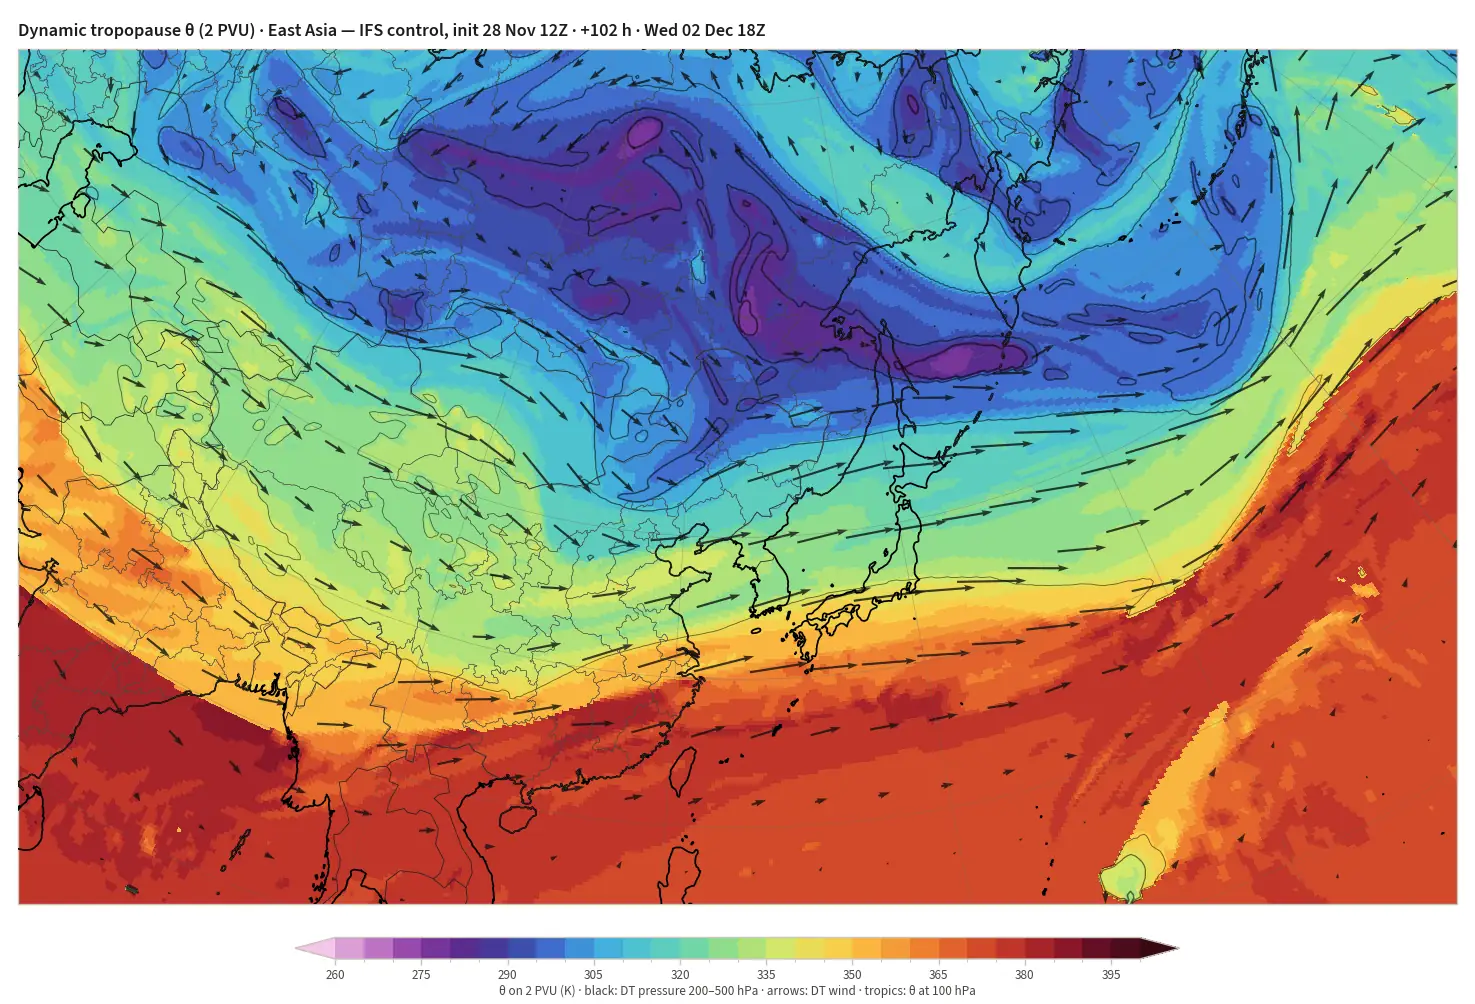 Dynamic tropopause θ (2 PVU) · East Asia — IFS control, init 28 Nov 12Z · +102 h · Wed 02 Dec 18Z
260 275 290 305 320 335 350 365 380 395
θ on 2 PVU (K) · black: DT pressure 200–500 hPa · arrows: DT wind · tropics: θ at 100 hPa